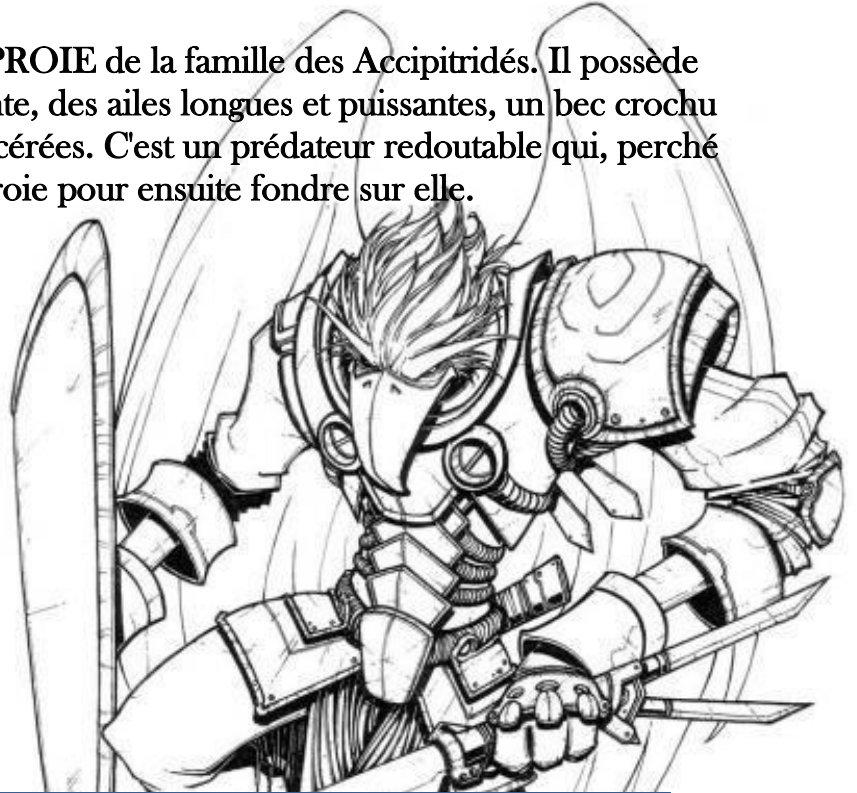 PROIE de la famille des Accipitridés. Il possède
nte, des ailes longues et puissantes, un bec crochu
cérées. C'est un prédateur redoutable qui, perché
roie pour ensuite fondre sur elle.